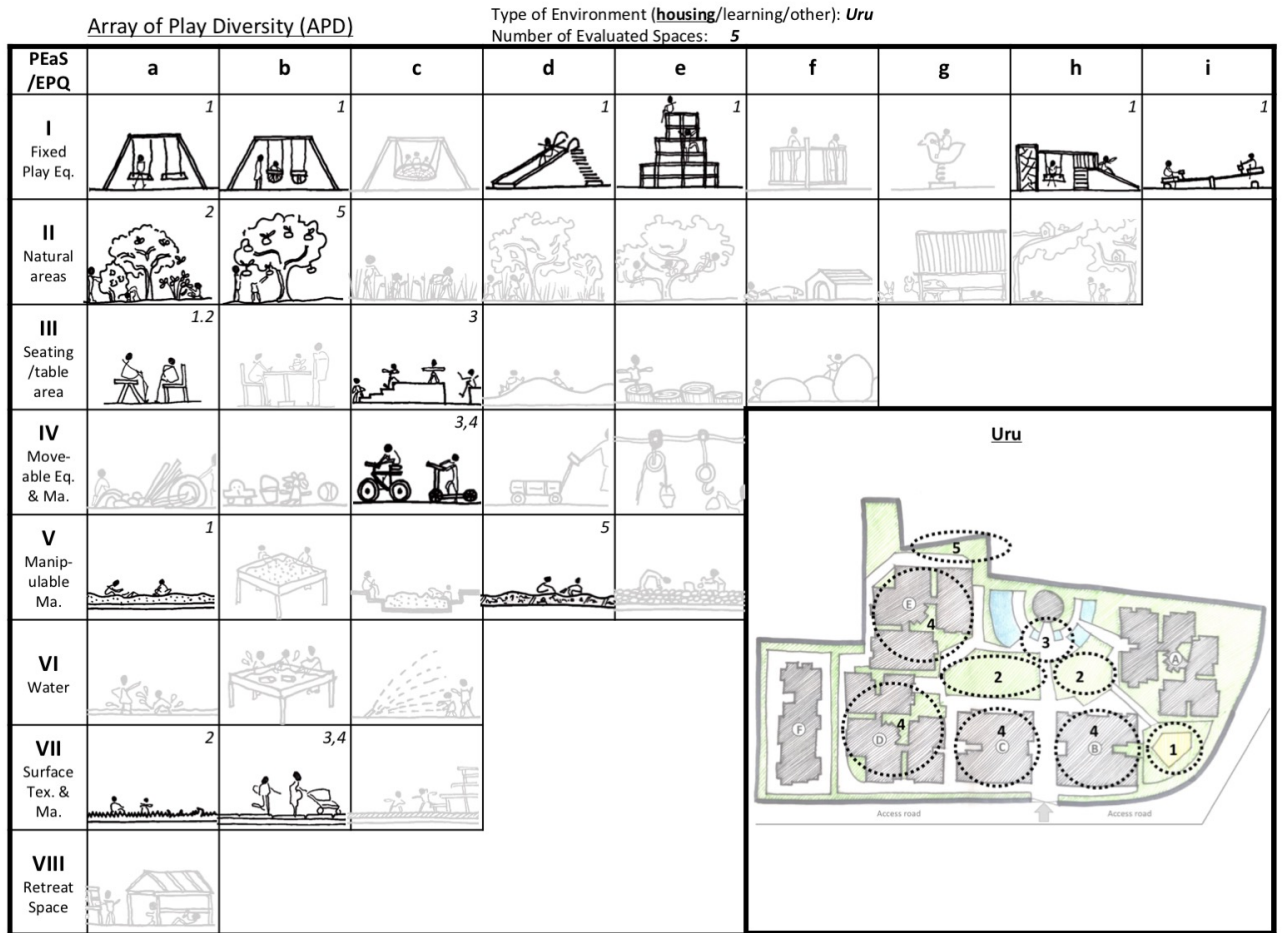 Array of Play Diversity (APD)
Type of Environment (housing/learning/other): Uru
Number of Evaluated Spaces: 5
PEaS
/EPQ
a
b
c
d
e
f
g
h
i
I
Fixed
Play Eq.
1
1
1
1
1
1
II
Natural
areas
2
5
III
Seating
/table
area
1.2
3
IV
Move-
able Eq.
& Ma.
3,4
V
Manip-
ulable
Ma.
1
5
VI
Water
VII
Surface
Tex. &
Ma.
2
3,4
VIII
Retreat
Space
Uru
5
E
4
3
A
2
2
F
4
D
4
C
4
B
1
Access road
Access road